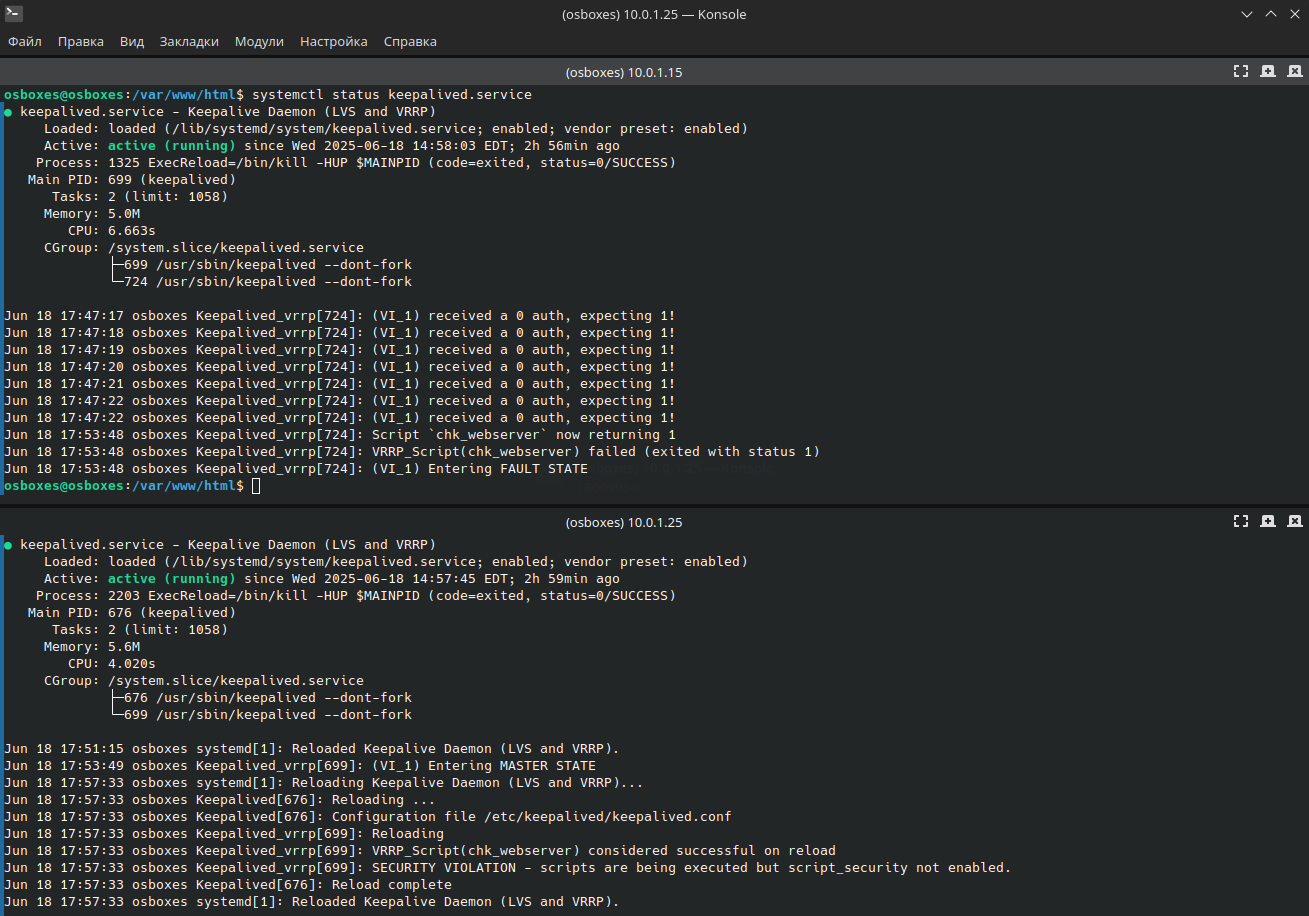 (osboxes) 10.0.1.25 — Konsole
Файл Правка Вид Закладки Модули Настройка Справка
(osboxes) 10.0.1.15
osboxes@osboxes:/var/www/html$ systemctl status keepalived.service
● keepalived.service - Keepalive Daemon (LVS and VRRP)
     Loaded: loaded (/lib/systemd/system/keepalived.service; enabled; vendor preset: enabled)
     Active: active (running) since Wed 2025-06-18 14:58:03 EDT; 2h 56min ago
    Process: 1325 ExecReload=/bin/kill -HUP $MAINPID (code=exited, status=0/SUCCESS)
   Main PID: 699 (keepalived)
      Tasks: 2 (limit: 1058)
     Memory: 5.0M
        CPU: 6.663s
     CGroup: /system.slice/keepalived.service
             ├─699 /usr/sbin/keepalived --dont-fork
             └─724 /usr/sbin/keepalived --dont-fork
Jun 18 17:47:17 osboxes Keepalived_vrrp[724]: (VI_1) received a 0 auth, expecting 1!
Jun 18 17:47:18 osboxes Keepalived_vrrp[724]: (VI_1) received a 0 auth, expecting 1!
Jun 18 17:47:19 osboxes Keepalived_vrrp[724]: (VI_1) received a 0 auth, expecting 1!
Jun 18 17:47:20 osboxes Keepalived_vrrp[724]: (VI_1) received a 0 auth, expecting 1!
Jun 18 17:47:21 osboxes Keepalived_vrrp[724]: (VI_1) received a 0 auth, expecting 1!
Jun 18 17:47:22 osboxes Keepalived_vrrp[724]: (VI_1) received a 0 auth, expecting 1!
Jun 18 17:47:22 osboxes Keepalived_vrrp[724]: (VI_1) received a 0 auth, expecting 1!
Jun 18 17:53:48 osboxes Keepalived_vrrp[724]: Script `chk_webserver` now returning 1
Jun 18 17:53:48 osboxes Keepalived_vrrp[724]: VRRP_Script(chk_webserver) failed (exited with status 1)
Jun 18 17:53:48 osboxes Keepalived_vrrp[724]: (VI_1) Entering FAULT STATE
osboxes@osboxes:/var/www/html$
(osboxes) 10.0.1.25
● keepalived.service - Keepalive Daemon (LVS and VRRP)
     Loaded: loaded (/lib/systemd/system/keepalived.service; enabled; vendor preset: enabled)
     Active: active (running) since Wed 2025-06-18 14:57:45 EDT; 2h 59min ago
    Process: 2203 ExecReload=/bin/kill -HUP $MAINPID (code=exited, status=0/SUCCESS)
   Main PID: 676 (keepalived)
      Tasks: 2 (limit: 1058)
     Memory: 5.6M
        CPU: 4.020s
     CGroup: /system.slice/keepalived.service
             ├─676 /usr/sbin/keepalived --dont-fork
             └─699 /usr/sbin/keepalived --dont-fork
Jun 18 17:51:15 osboxes systemd[1]: Reloaded Keepalive Daemon (LVS and VRRP).
Jun 18 17:53:49 osboxes Keepalived_vrrp[699]: (VI_1) Entering MASTER STATE
Jun 18 17:57:33 osboxes systemd[1]: Reloading Keepalive Daemon (LVS and VRRP)...
Jun 18 17:57:33 osboxes Keepalived[676]: Reloading ...
Jun 18 17:57:33 osboxes Keepalived[676]: Configuration file /etc/keepalived/keepalived.conf
Jun 18 17:57:33 osboxes Keepalived_vrrp[699]: Reloading
Jun 18 17:57:33 osboxes Keepalived_vrrp[699]: VRRP_Script(chk_webserver) considered successful on reload
Jun 18 17:57:33 osboxes Keepalived_vrrp[699]: SECURITY VIOLATION - scripts are being executed but script_security not enabled.
Jun 18 17:57:33 osboxes Keepalived[676]: Reload complete
Jun 18 17:57:33 osboxes systemd[1]: Reloaded Keepalive Daemon (LVS and VRRP).